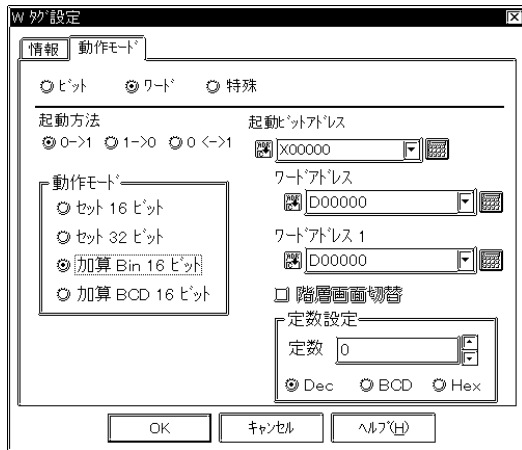 W ﾀｸﾞ設定
情報 動作ﾓｰﾄﾞ
ﾋﾞｯﾄ ﾜｰﾄﾞ 特殊
起動方法
0->1 1->0 0 <->1
動作ﾓｰﾄﾞ
ｾｯﾄ 16 ﾋﾞｯﾄ
ｾｯﾄ 32 ﾋﾞｯﾄ
加算 Bin 16 ﾋﾞｯﾄ
加算 BCD 16 ﾋﾞｯﾄ
起動ﾋﾞｯﾄｱﾄﾞﾚｽ
X00000
ﾜｰﾄﾞｱﾄﾞﾚｽ
D00000
ﾜｰﾄﾞｱﾄﾞﾚｽ 1
D00000
階層画面切替
定数設定
定数 0
Dec BCD Hex
OK ｷｬﾝｾﾙ ﾍﾙﾌﾟ(H)